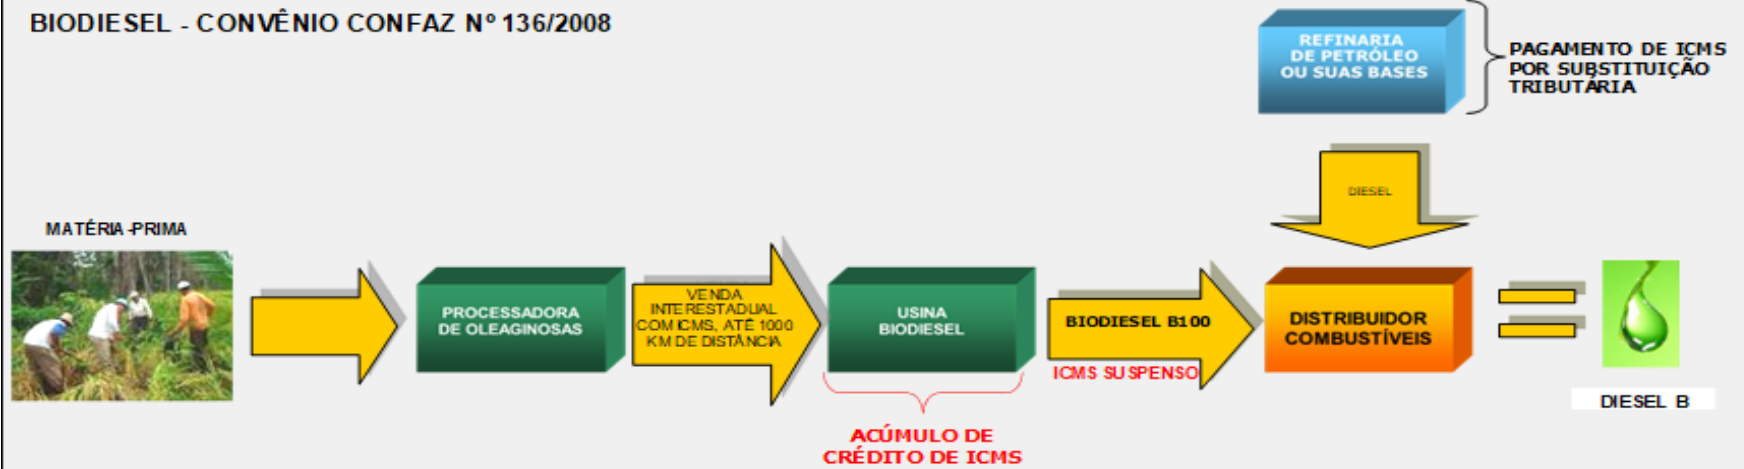 BIODIESEL - CONVÊNIO CONFAZ Nº 136/2008
REFINARIA
DE PETRÓLEO
OU SUAS BASES
PAGAMENTO DE ICMS
POR SUBSTITUIÇÃO
TRIBUTÁRIA
DIESEL
MATÉRIA-PRIMA
PROCESSADORA
DE OLEAGINOSAS
VENDA
INTERESTADUAL
COM ICMS, ATÉ 1000
KM DE DISTÂNCIA
USINA
BIODIESEL
BIODIESEL B100
ICMS SUSPENSO
DISTRIBUIDOR
COMBUSTÍVEIS
DIESEL B
ACÚMULO DE
CRÉDITO DE ICMS